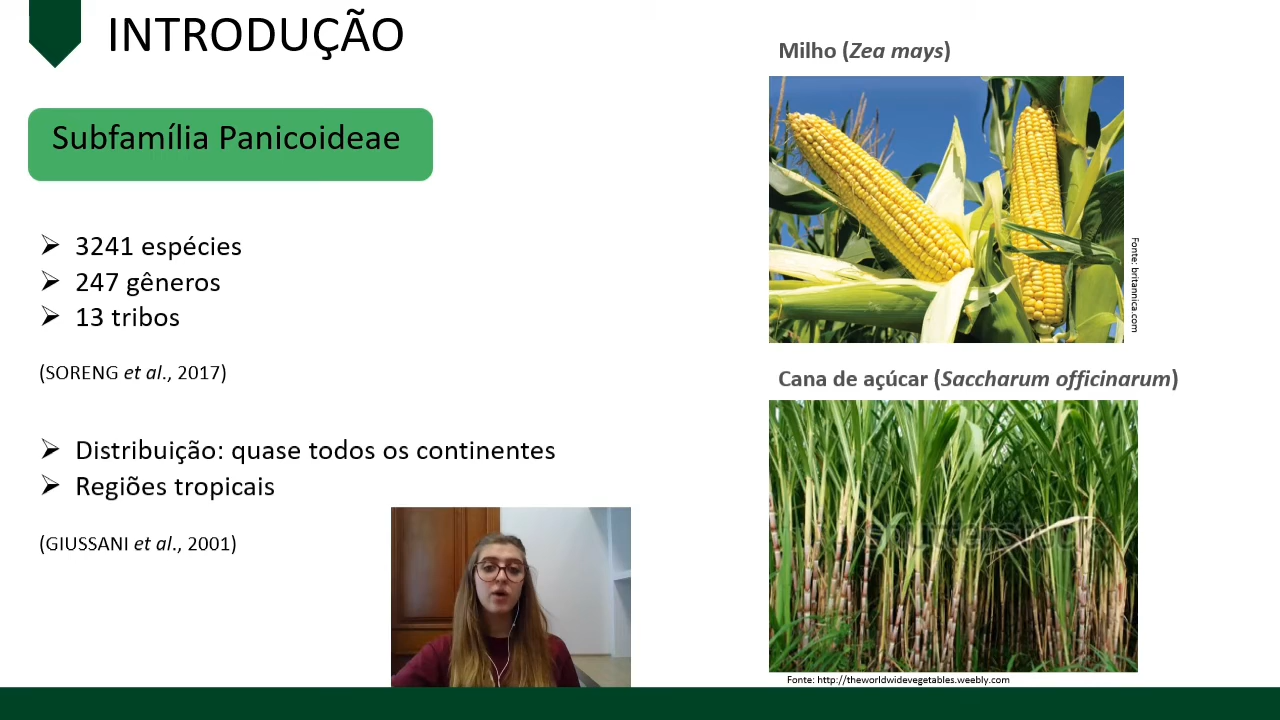 INTRODUÇÃO
Subfamília Panicoideae
➢ 3241 espécies
➢ 247 gêneros
➢ 13 tribos
(SORENG et al., 2017)
➢ Distribuição: quase todos os continentes
➢ Regiões tropicais
(GIUSSANI et al., 2001)
Milho (Zea mays)
Fonte: britannica.com
Cana de açúcar (Saccharum officinarum)
Fonte: http://theworldwidevegetables.weebly.com